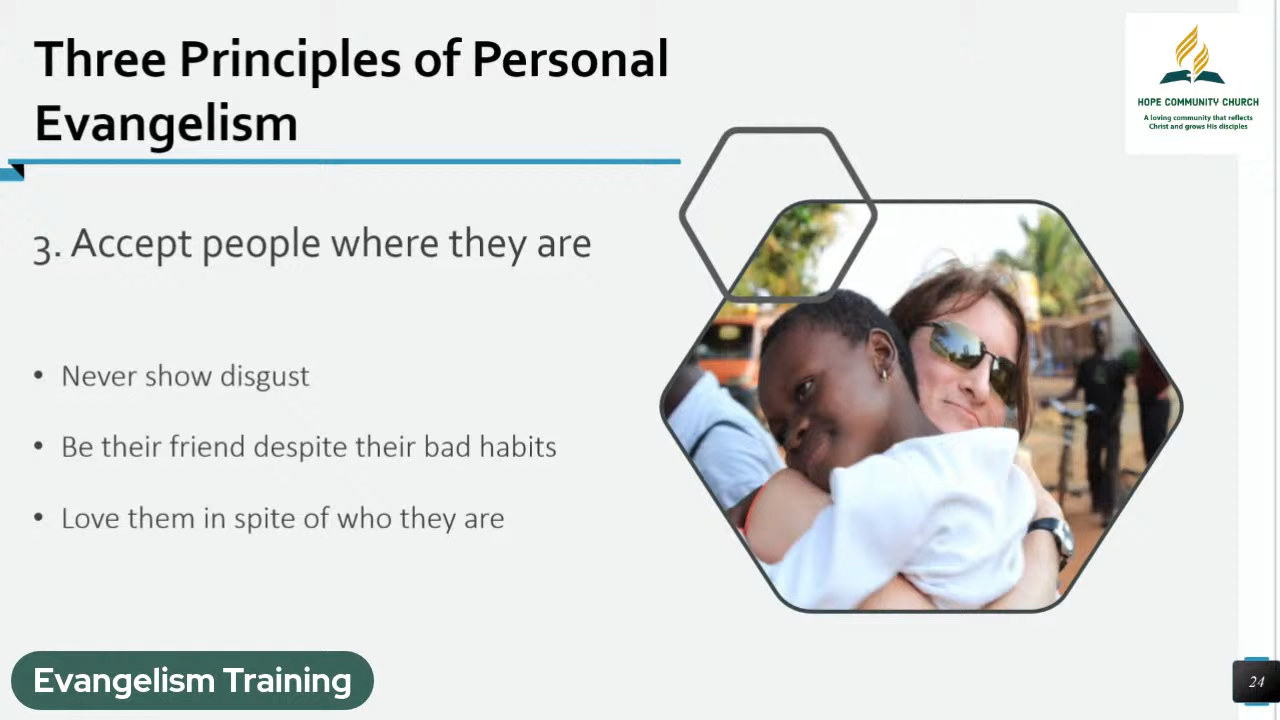 Three Principles of Personal
Evangelism
HOPE COMMUNITY CHURCH
A loving community that reflects
Christ and grows His disciples
3. Accept people where they are
• Never show disgust
• Be their friend despite their bad habits
• Love them in spite of who they are
Evangelism Training
24